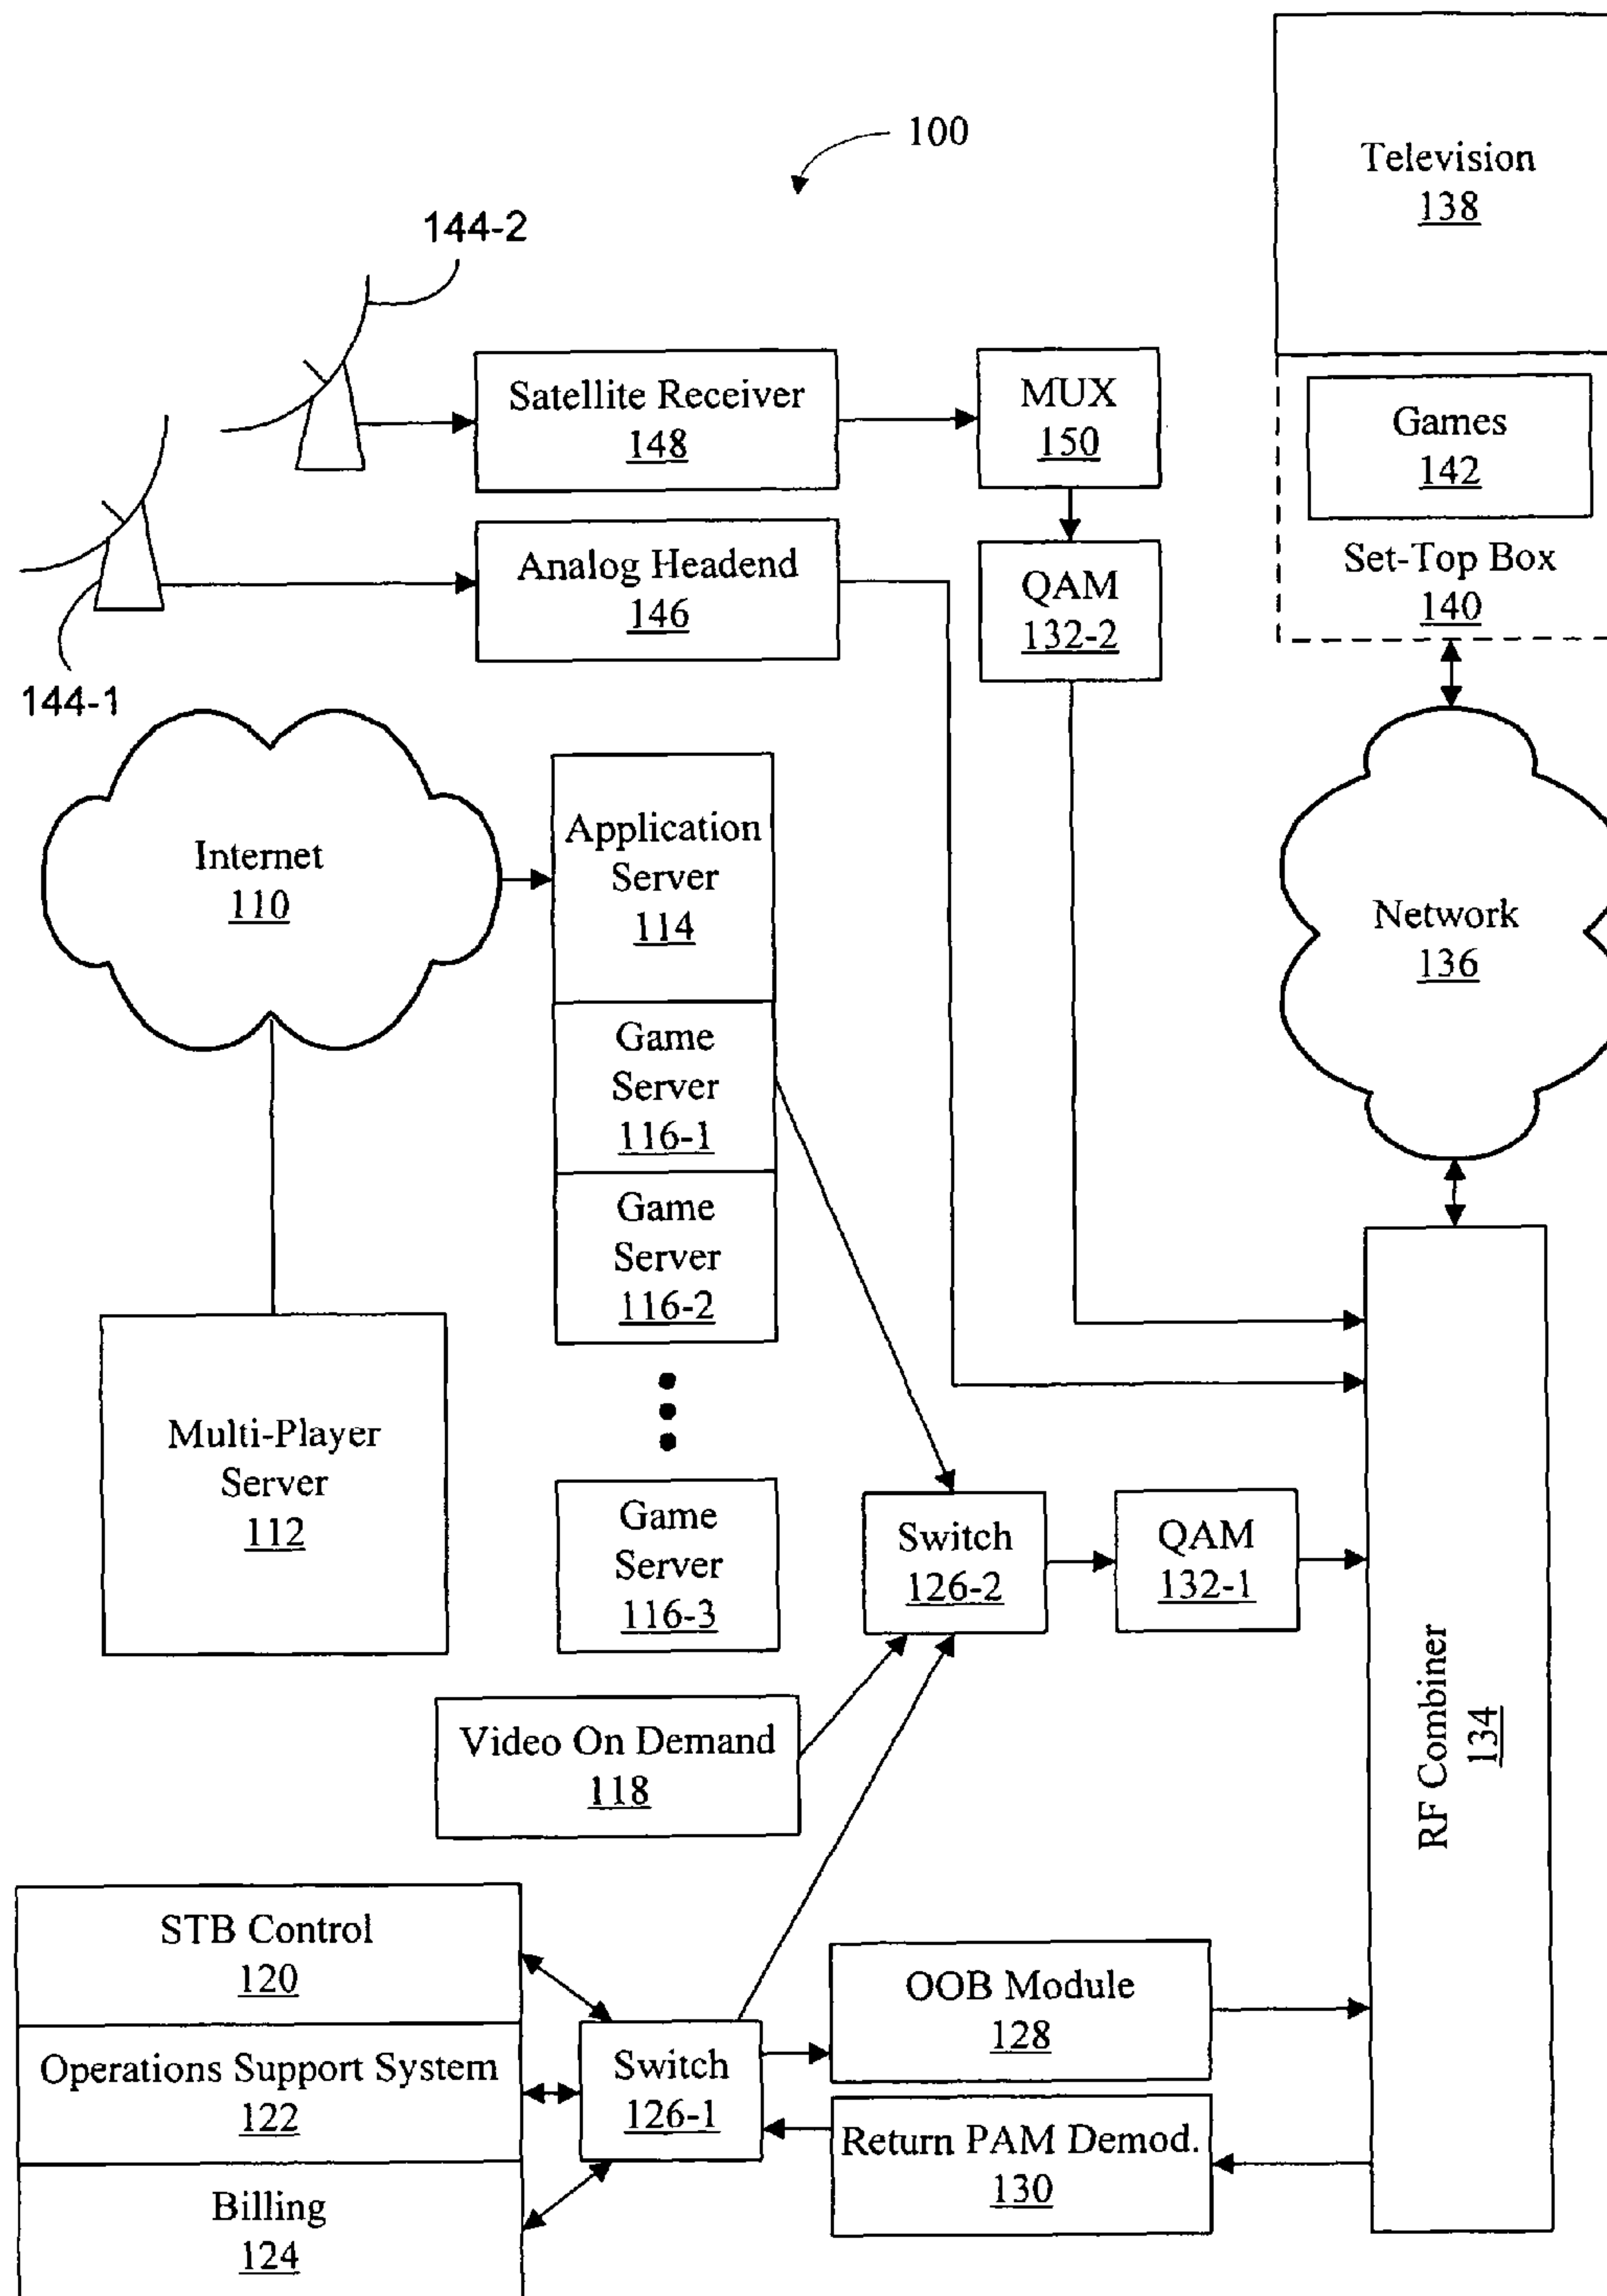 100
Television
138
144-2
Satellite Receiver
148
MUX
150
Games
142
Analog Headend
146
QAM
132-2
Set-Top Box
140
144-1
Internet
110
Application
Server
114
Network
136
Game
Server
116-1
Game
Server
116-2
Multi-Player
Server
112
Game
Server
116-3
Switch
126-2
QAM
132-1
RF Combiner
134
Video On Demand
118
STB Control
120
Operations Support System
122
Billing
124
Switch
126-1
OOB Module
128
Return PAM Demod.
130